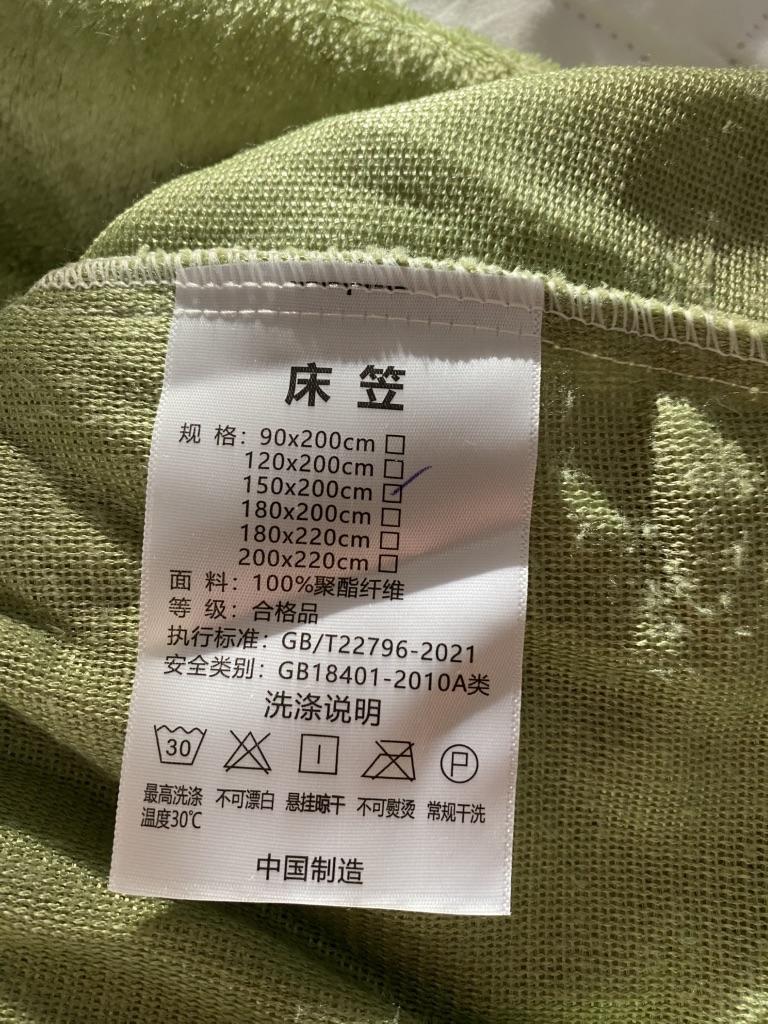 床笠
规 格: 90x200cm □
120x200cm □
150x200cm ☑
180x200cm □
180x220cm □
200x220cm □
面 料: 100%聚酯纤维
等 级: 合格品
执行标准: GB/T22796-2021
安全类别: GB18401-2010A类
洗涤说明
30
P
最高洗涤 不可漂白 悬挂晾干 不可熨烫 常规干洗
温度30℃
中国制造